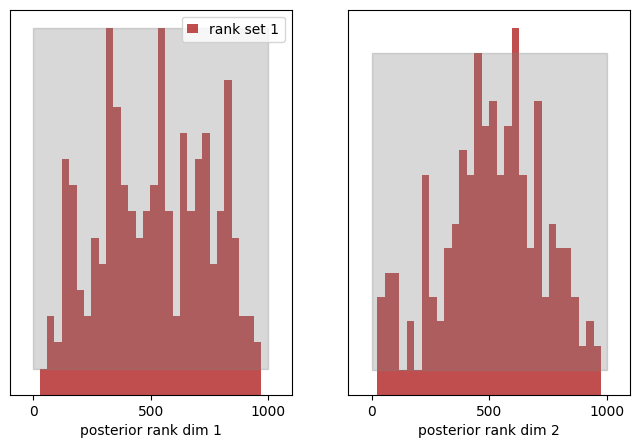 rank set 1
0 500 1000
posterior rank dim 1
0 500 1000
posterior rank dim 2